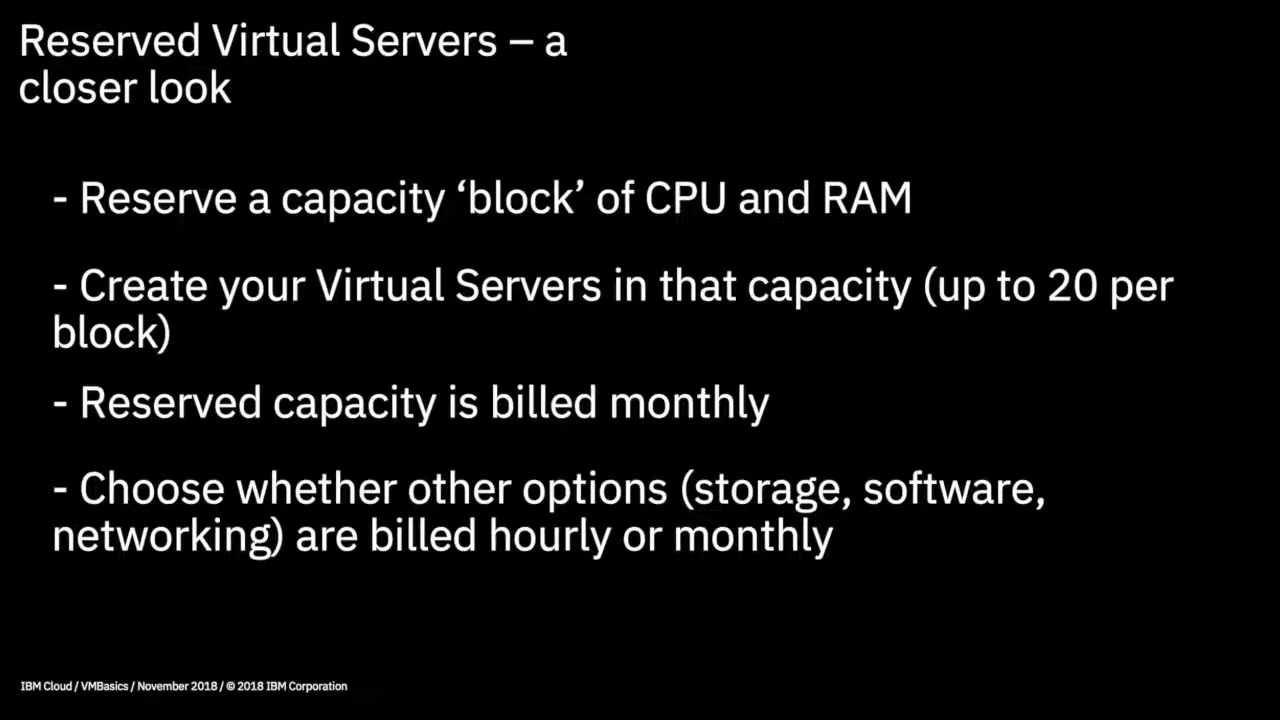 Reserved Virtual Servers – a
closer look
- Reserve a capacity ‘block’ of CPU and RAM
- Create your Virtual Servers in that capacity (up to 20 per
block)
- Reserved capacity is billed monthly
- Choose whether other options (storage, software,
networking) are billed hourly or monthly
IBM Cloud / VMBasics / November 2018 / © 2018 IBM Corporation